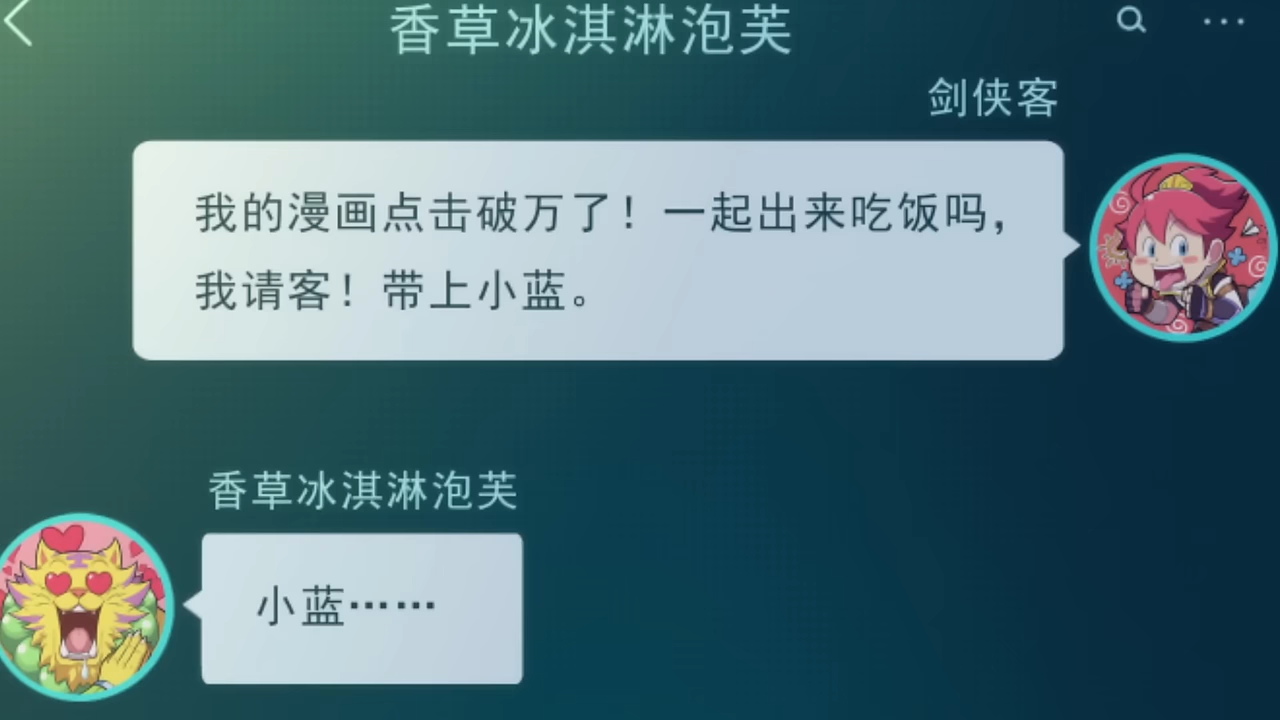 香草冰淇淋泡芙
剑侠客
我的漫画点击破万了！一起出来吃饭吗，
我请客！带上小蓝。
香草冰淇淋泡芙
小蓝……